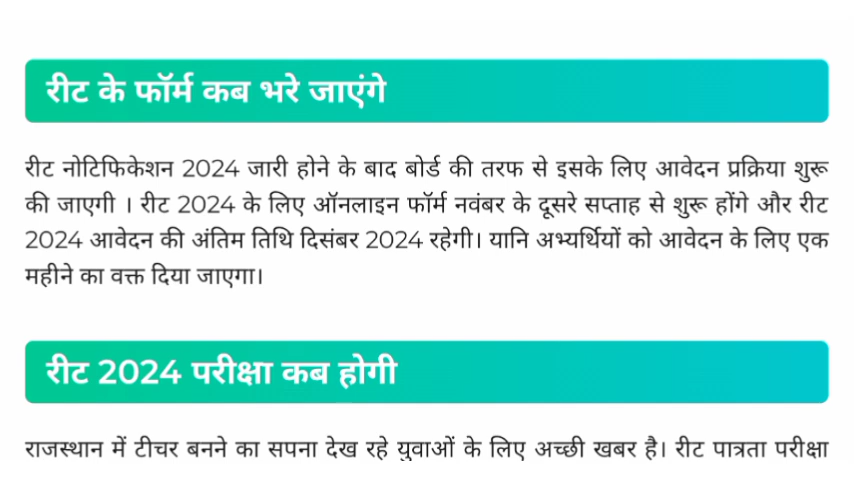 रीट के फॉर्म कब भरे जाएंगे
रीट नोटिफिकेशन 2024 जारी होने के बाद बोर्ड की तरफ से इसके लिए आवेदन प्रक्रिया शुरू
की जाएगी । रीट 2024 के लिए ऑनलाइन फॉर्म नवंबर के दूसरे सप्ताह से शुरू होंगे और रीट
2024 आवेदन की अंतिम तिथि दिसंबर 2024 रहेगी। यानि अभ्यर्थियों को आवेदन के लिए एक
महीने का वक्त दिया जाएगा।
रीट 2024 परीक्षा कब होगी
राजस्थान में टीचर बनने का सपना देख रहे युवाओं के लिए अच्छी खबर है। रीट पात्रता परीक्षा